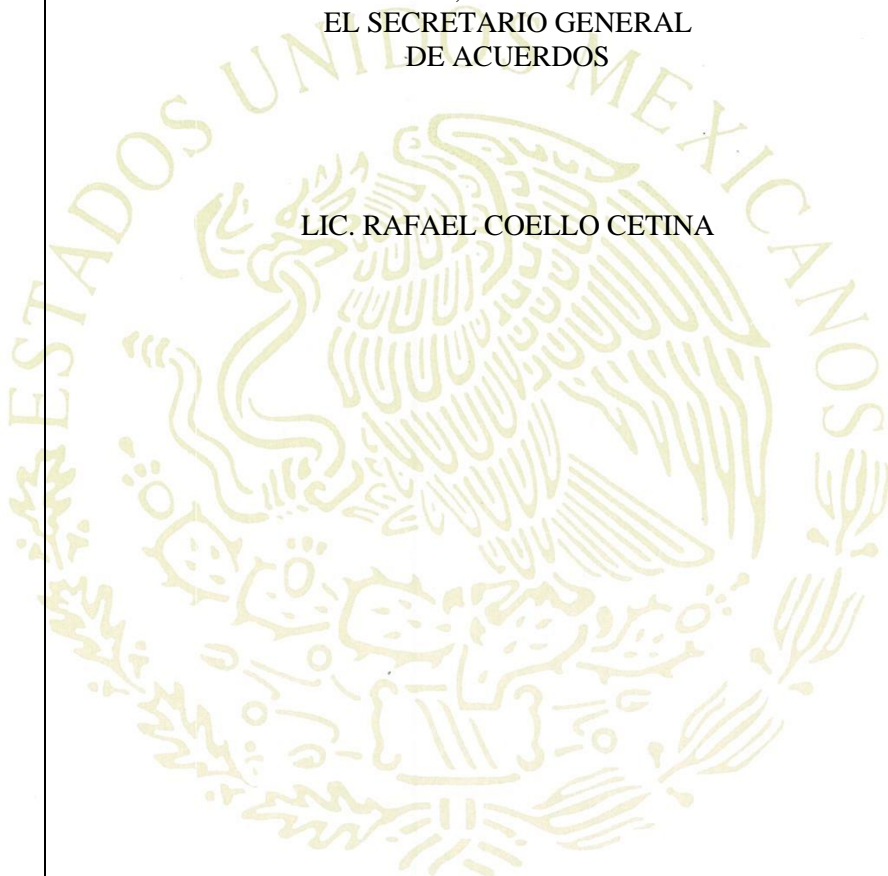 EL SECRETARIO GENERAL
DE ACUERDOS
LIC. RAFAEL COELLO CETINA
ESTADOS UNIDOS MEXICANOS